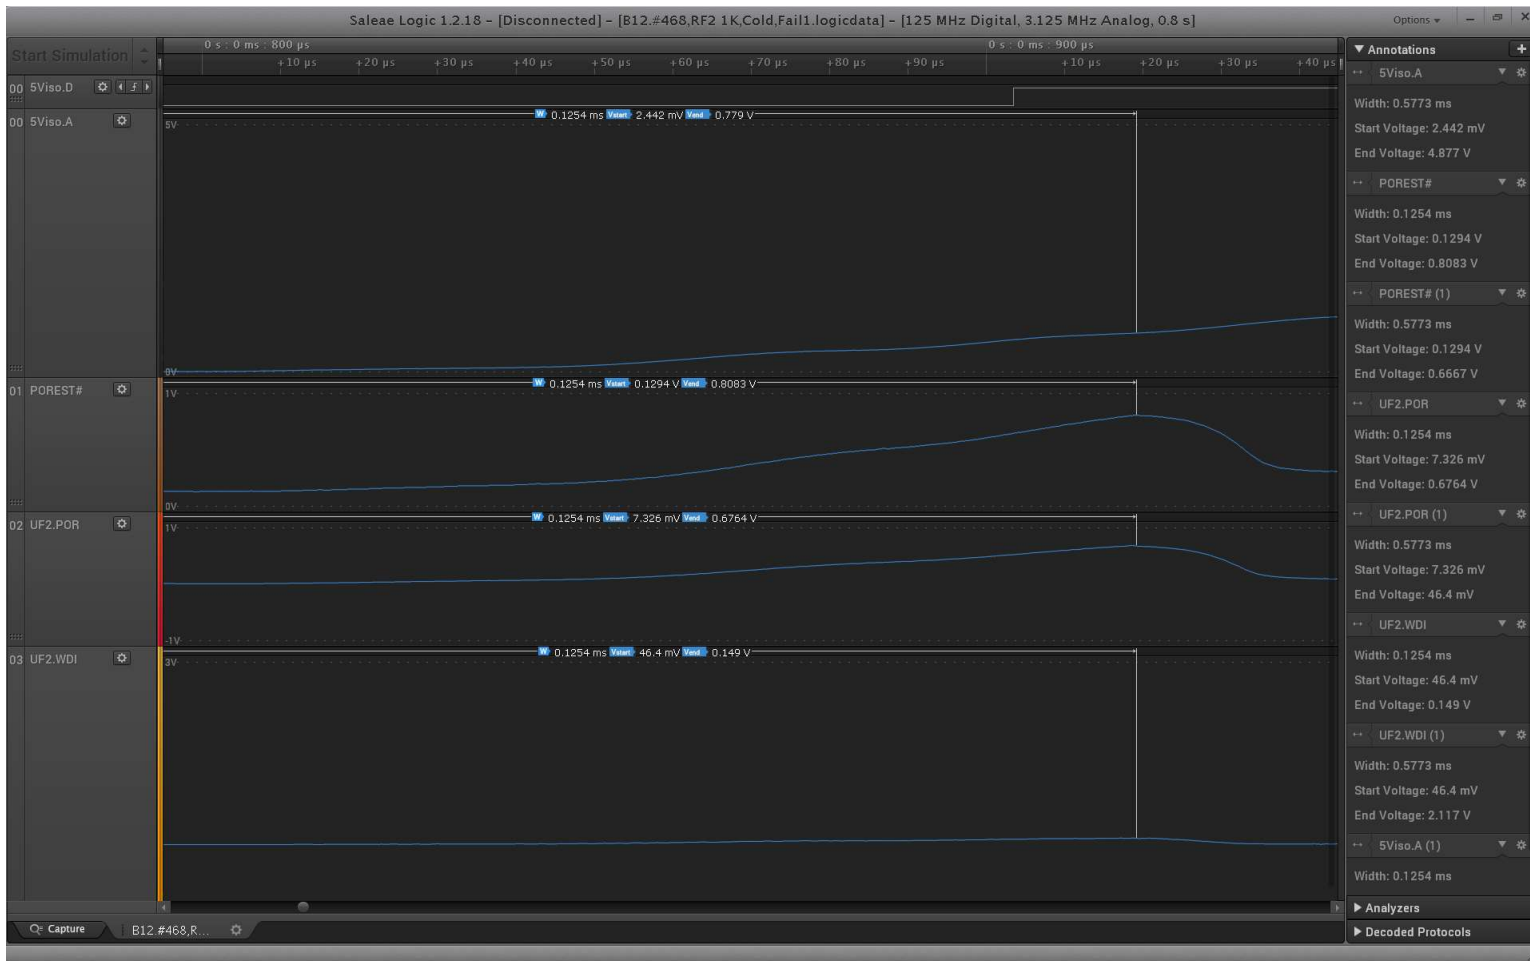 Saleae Logic 1.2.18 - [Disconnected] - [B12.#468,RF2 1K,Cold,Fail1.logicdata] - [125 MHz Digital, 3.125 MHz Analog, 0.8 s]
Options
Start Simulation
0 s : 0 ms : 800 µs
0 s : 0 ms : 900 µs
+10 µs +20 µs +30 µs +40 µs +50 µs +60 µs +70 µs +80 µs +90 µs +10 µs +20 µs +30 µs +40 µs
00 5Viso.D
00 5Viso.A
W 0.1254 ms Vstart 2.442 mV Vend 0.779 V
5V
0V
01 POREST#
W 0.1254 ms Vstart 0.1294 V Vend 0.8083 V
1V
0V
02 UF2.POR
W 0.1254 ms Vstart 7.326 mV Vend 0.6764 V
1V
-1V
03 UF2.WDI
W 0.1254 ms Vstart 46.4 mV Vend 0.149 V
3V
Capture
B12.#468,R...
Annotations
5Viso.A
Width: 0.5773 ms
Start Voltage: 2.442 mV
End Voltage: 4.877 V
POREST#
Width: 0.1254 ms
Start Voltage: 0.1294 V
End Voltage: 0.8083 V
POREST# (1)
Width: 0.5773 ms
Start Voltage: 0.1294 V
End Voltage: 0.6667 V
UF2.POR
Width: 0.1254 ms
Start Voltage: 7.326 mV
End Voltage: 0.6764 V
UF2.POR (1)
Width: 0.5773 ms
Start Voltage: 7.326 mV
End Voltage: 46.4 mV
UF2.WDI
Width: 0.1254 ms
Start Voltage: 46.4 mV
End Voltage: 0.149 V
UF2.WDI (1)
Width: 0.5773 ms
Start Voltage: 46.4 mV
End Voltage: 2.117 V
5Viso.A (1)
Width: 0.1254 ms
Analyzers
Decoded Protocols